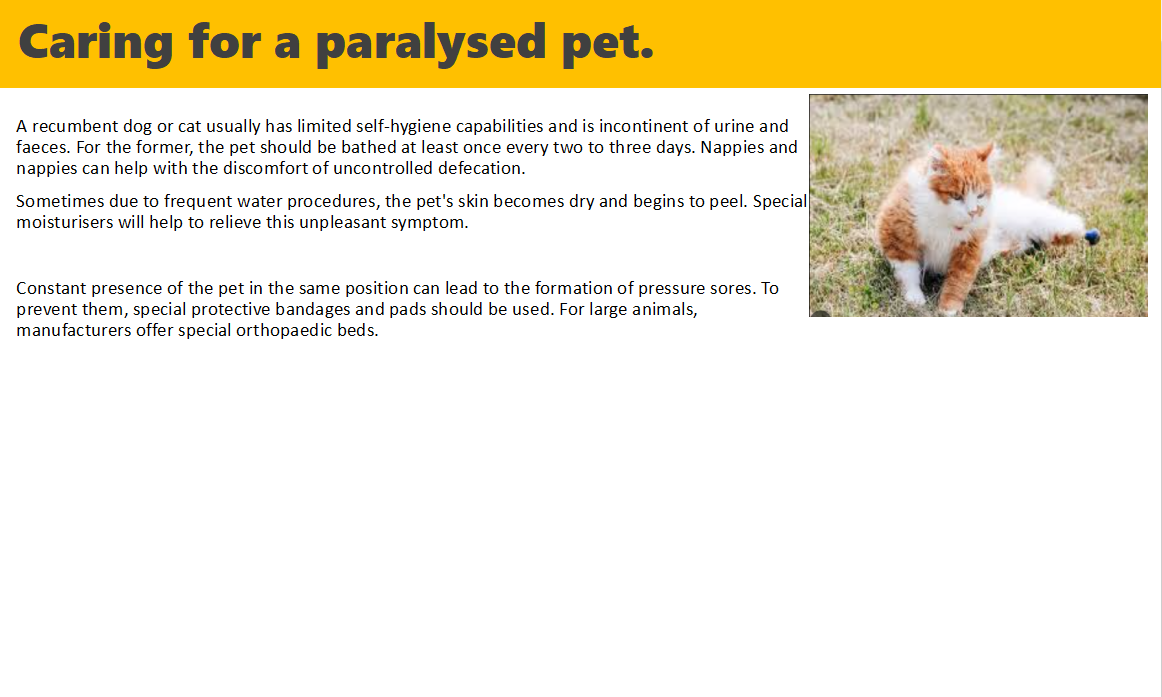 Caring for a paralysed pet.
A recumbent dog or cat usually has limited self-hygiene capabilities and is incontinent of urine and
faeces. For the former, the pet should be bathed at least once every two to three days. Nappies and
nappies can help with the discomfort of uncontrolled defecation.
Sometimes due to frequent water procedures, the pet's skin becomes dry and begins to peel. Special
moisturisers will help to relieve this unpleasant symptom.
Constant presence of the pet in the same position can lead to the formation of pressure sores. To
prevent them, special protective bandages and pads should be used. For large animals,
manufacturers offer special orthopaedic beds.